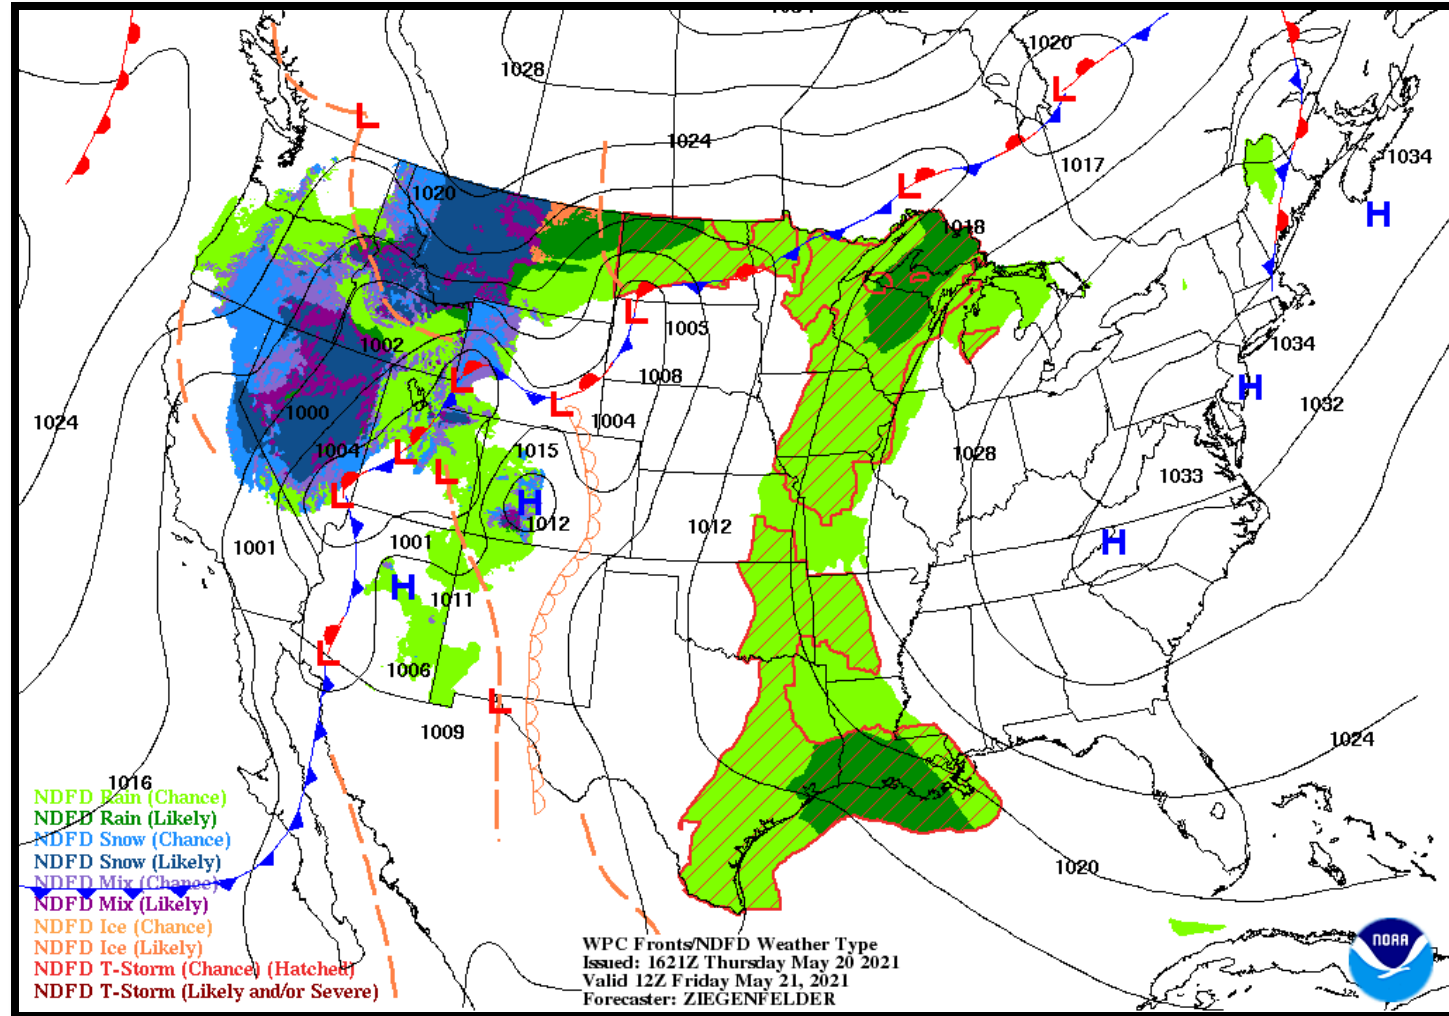 1020
1028
1024
1017
1034
1020
1018
H
1005
1002
1034
1008
H
1032
1000
1004
1024
1004
1015
1028
1033
H
1012
1012
H
1001
1001
H
1011
1006
1009
1024
1016
1020
L
L
L
L
L
L
L
L
L
L
L
NDFD Rain (Chance)
NDFD Rain (Likely)
NDFD Snow (Chance)
NDFD Snow (Likely)
NDFD Mix (Chance)
NDFD Mix (Likely)
NDFD Ice (Chance)
NDFD Ice (Likely)
NDFD T-Storm (Chance) (Hatched)
NDFD T-Storm (Likely and/or Severe)
WPC Fronts/NDFD Weather Type
Issued: 1621Z Thursday May 20 2021
Valid 12Z Friday May 21, 2021
Forecaster: ZIEGENFELDER
NOAA